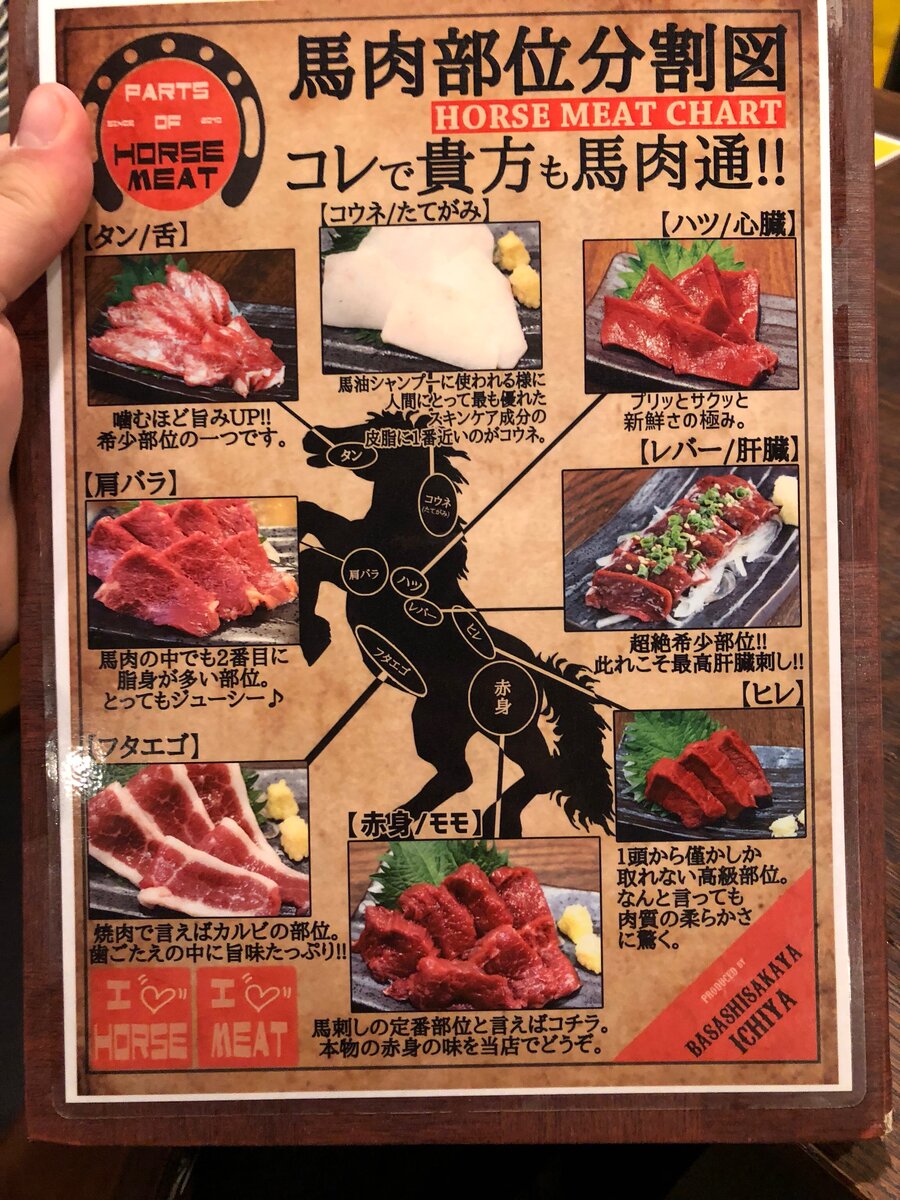 PARTS
SINCE 2010
OF
HORSE
MEAT
馬肉部位分割図
HORSE MEAT CHART
コレで貴方も馬肉通!!
【タン/舌】
噛むほど旨みUP!!
希少部位の一つです。
【コウネ/たてがみ】
馬油シャンプーに使われる様に
人間にとって最も優れた
スキンケア成分の
皮脂に1番近いのがコウネ。
【ハツ/心臓】
プリッとサクッと
新鮮さの極み。
【肩バラ】
馬肉の中でも2番目に
脂身が多い部位。
とってもジューシー♪
タン
コウネ
(たてがみ)
肩バラ
ハツ
レバー
ヒレ
フタエゴ
赤身
【レバー/肝臓】
超絶希少部位!!
此れこそ最高肝臓刺し!!
【フタエゴ】
焼肉で言えばカルビの部位。
歯ごたえの中に旨味たっぷり!!
【赤身/モモ】
馬刺しの定番部位と言えばコチラ。
本物の赤身の味を当店でどうぞ。
【ヒレ】
1頭から僅かしか
取れない高級部位。
なんと言っても
肉質の柔らかさ
に驚く。
エ゛♡"
HORSE
エ゛♡"
MEAT
PRODUCED BY
BASASHISAKAYA
ICHIYA